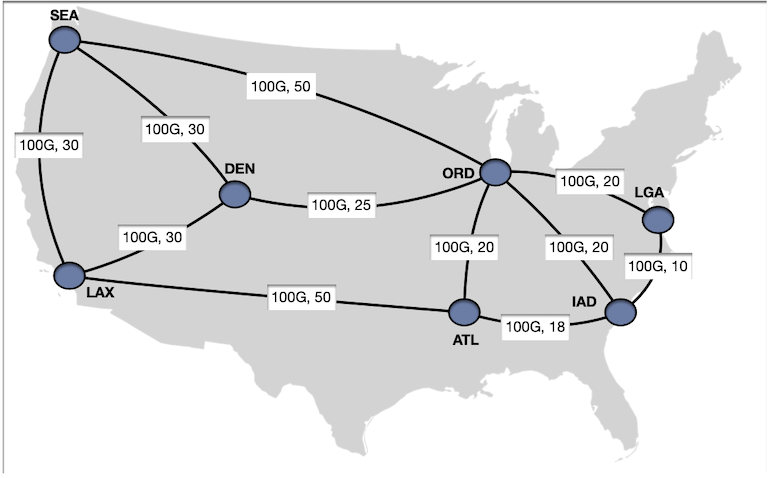 SEA
100G, 50
100G, 30
100G, 30
DEN
ORD
100G, 20
LGA
100G, 25
100G, 30
100G, 20
100G, 20
100G, 10
LAX
100G, 50
IAD
ATL
100G, 18